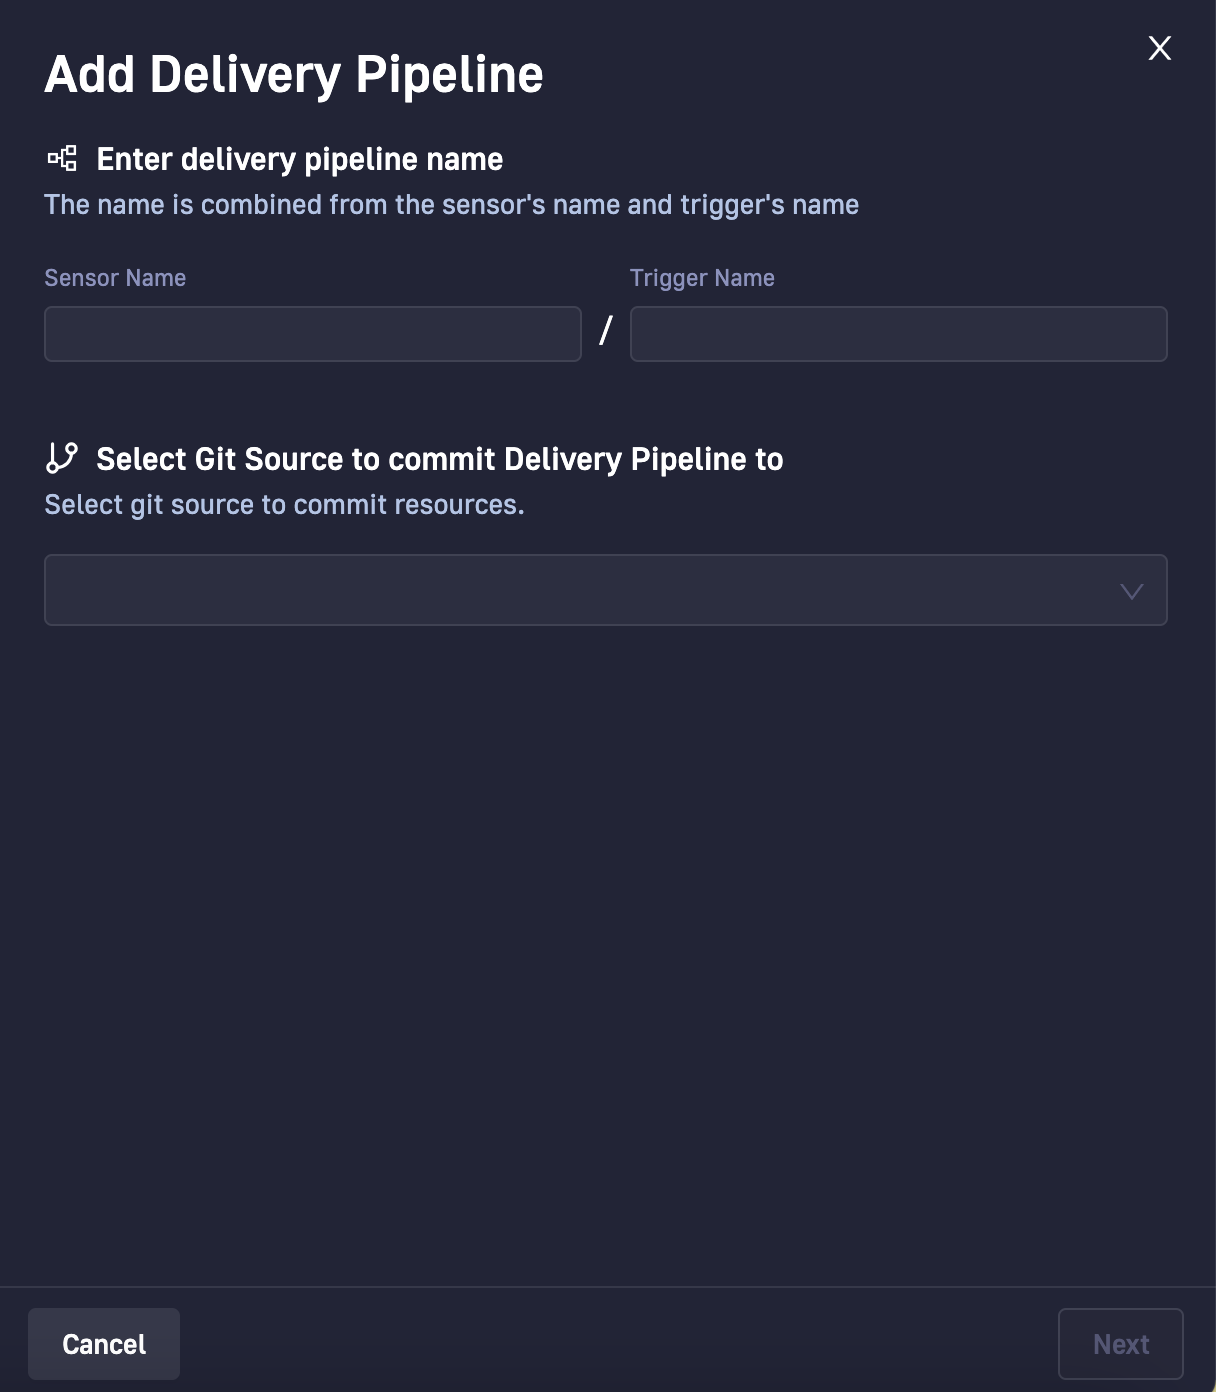 Add Delivery Pipeline
Enter delivery pipeline name
The name is combined from the sensor's name and trigger's name
Sensor Name
Trigger Name
/
Select Git Source to commit Delivery Pipeline to
Select git source to commit resources.
Cancel
Next